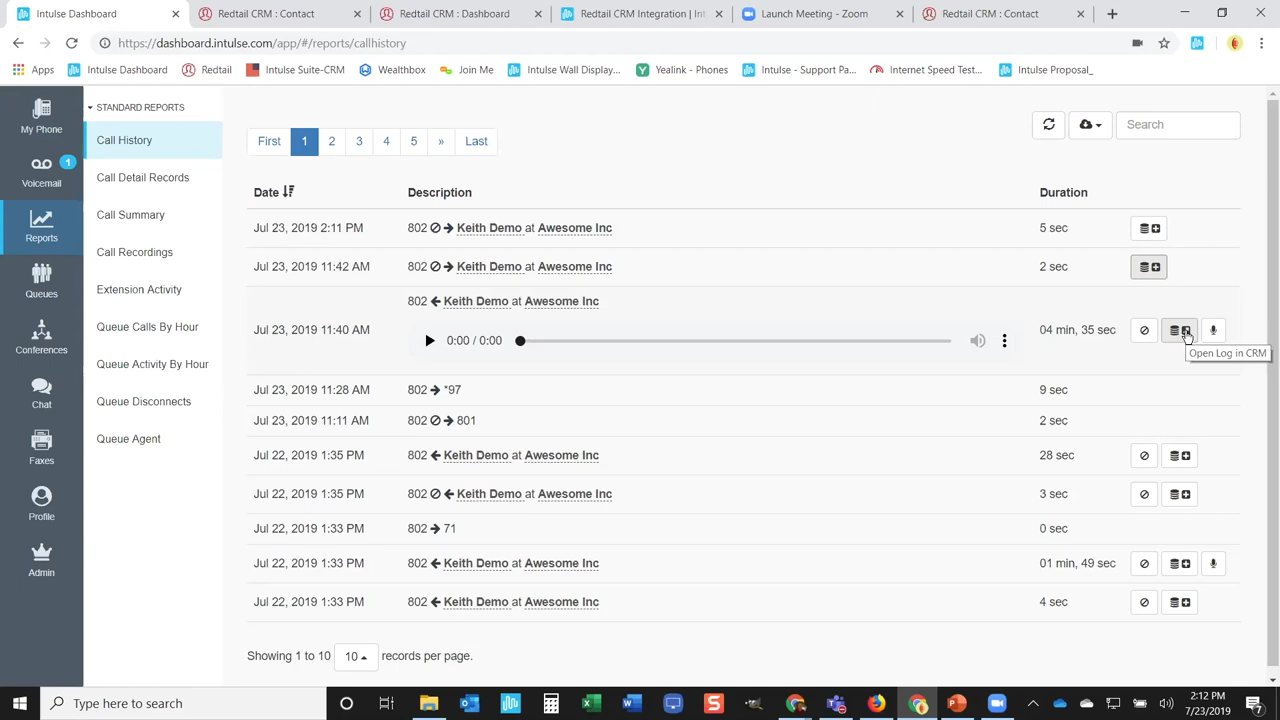 Intulse Dashboard
Redtail CRM : Contact
Redtail CRM : Dashboard
Redtail CRM Integration | Int
Launch Meeting - Zoom
Redtail CRM : Contact
https://dashboard.intulse.com/app/#/reports/callhistory
Apps
Intulse Dashboard
Redtail
Intulse Suite-CRM
Wealthbox
Join Me
Intulse Wall Display...
Yealink - Phones
Intulse - Support Pa...
Internet Speed Test...
Intulse Proposal_
My Phone
Voicemail
1
Reports
Queues
Conferences
Chat
Faxes
Profile
Admin
STANDARD REPORTS
Call History
Call Detail Records
Call Summary
Call Recordings
Extension Activity
Queue Calls By Hour
Queue Activity By Hour
Queue Disconnects
Queue Agent
First 1 2 3 4 5 » Last
Search
Date Description Duration
Jul 23, 2019 2:11 PM 802 Keith Demo at Awesome Inc 5 sec
Jul 23, 2019 11:42 AM 802 Keith Demo at Awesome Inc 2 sec
802 Keith Demo at Awesome Inc
Jul 23, 2019 11:40 AM 0:00 / 0:00 04 min, 35 sec
Open Log in CRM
Jul 23, 2019 11:28 AM 802 *97 9 sec
Jul 23, 2019 11:11 AM 802 801 2 sec
Jul 22, 2019 1:35 PM 802 Keith Demo at Awesome Inc 28 sec
Jul 22, 2019 1:35 PM 802 Keith Demo at Awesome Inc 3 sec
Jul 22, 2019 1:33 PM 802 71 0 sec
Jul 22, 2019 1:33 PM 802 Keith Demo at Awesome Inc 01 min, 49 sec
Jul 22, 2019 1:33 PM 802 Keith Demo at Awesome Inc 4 sec
Showing 1 to 10 10 records per page.
Type here to search
2:12 PM
7/23/2019
7